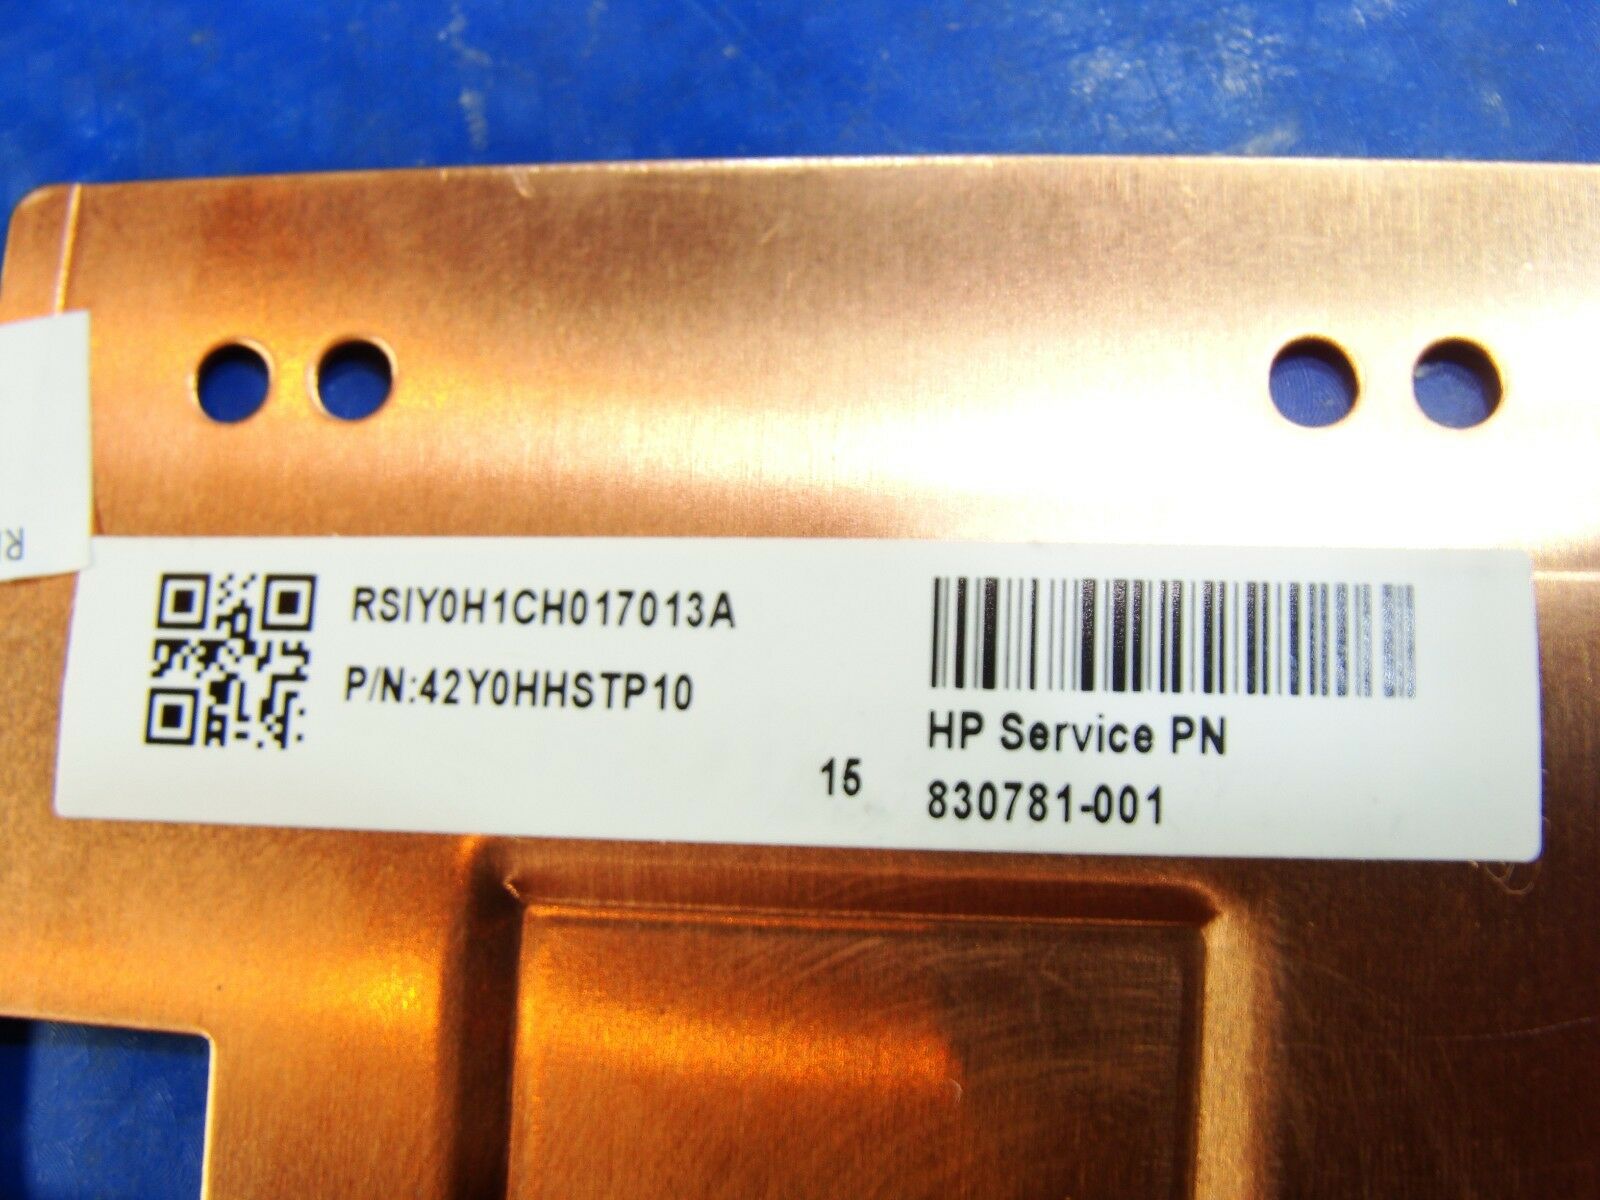 RSIY0H1CH017013A
P/N:42Y0HHSTP10
15
HP Service PN
830781-001